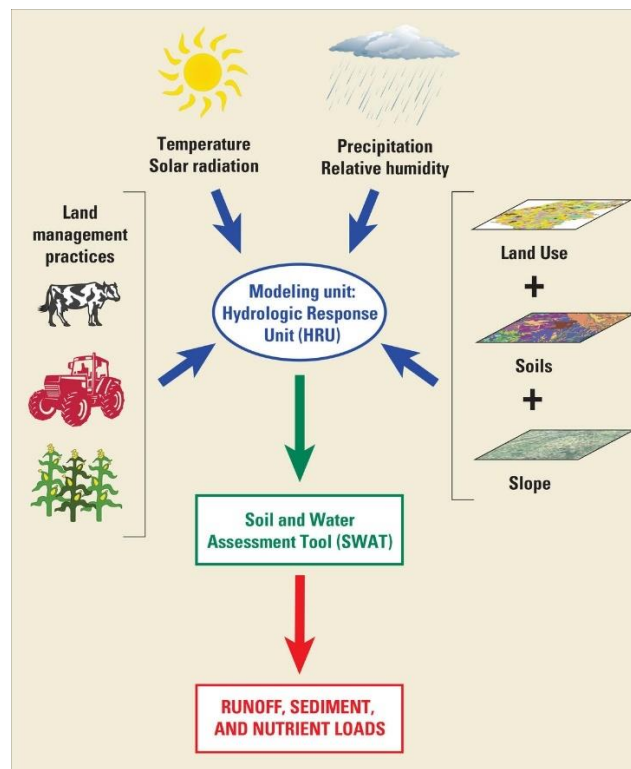 Temperature
Solar radiation
Precipitation
Relative humidity
Land
management
practices
Modeling unit:
Hydrologic Response
Unit (HRU)
Land Use
+
Soils
+
Slope
Soil and Water
Assessment Tool (SWAT)
RUNOFF, SEDIMENT,
AND NUTRIENT LOADS